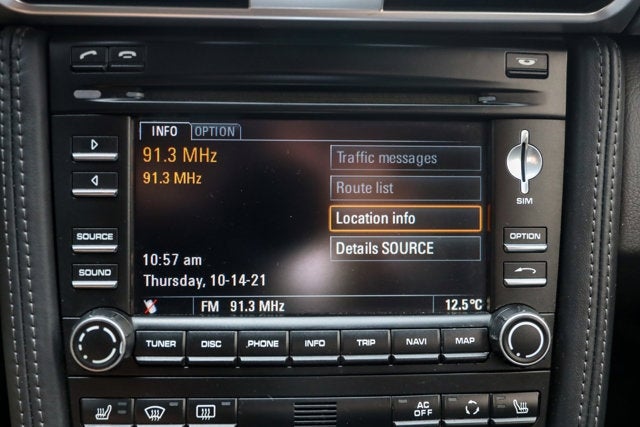 INFO OPTION
91.3 MHz
91.3 MHz
Traffic messages
Route list
Location info
Details SOURCE
10:57 am
Thursday, 10-14-21
FM 91.3 MHz 12.5°C
SIM
SOURCE
OPTION
SOUND
TUNER DISC PHONE INFO TRIP NAVI MAP
AC
OFF